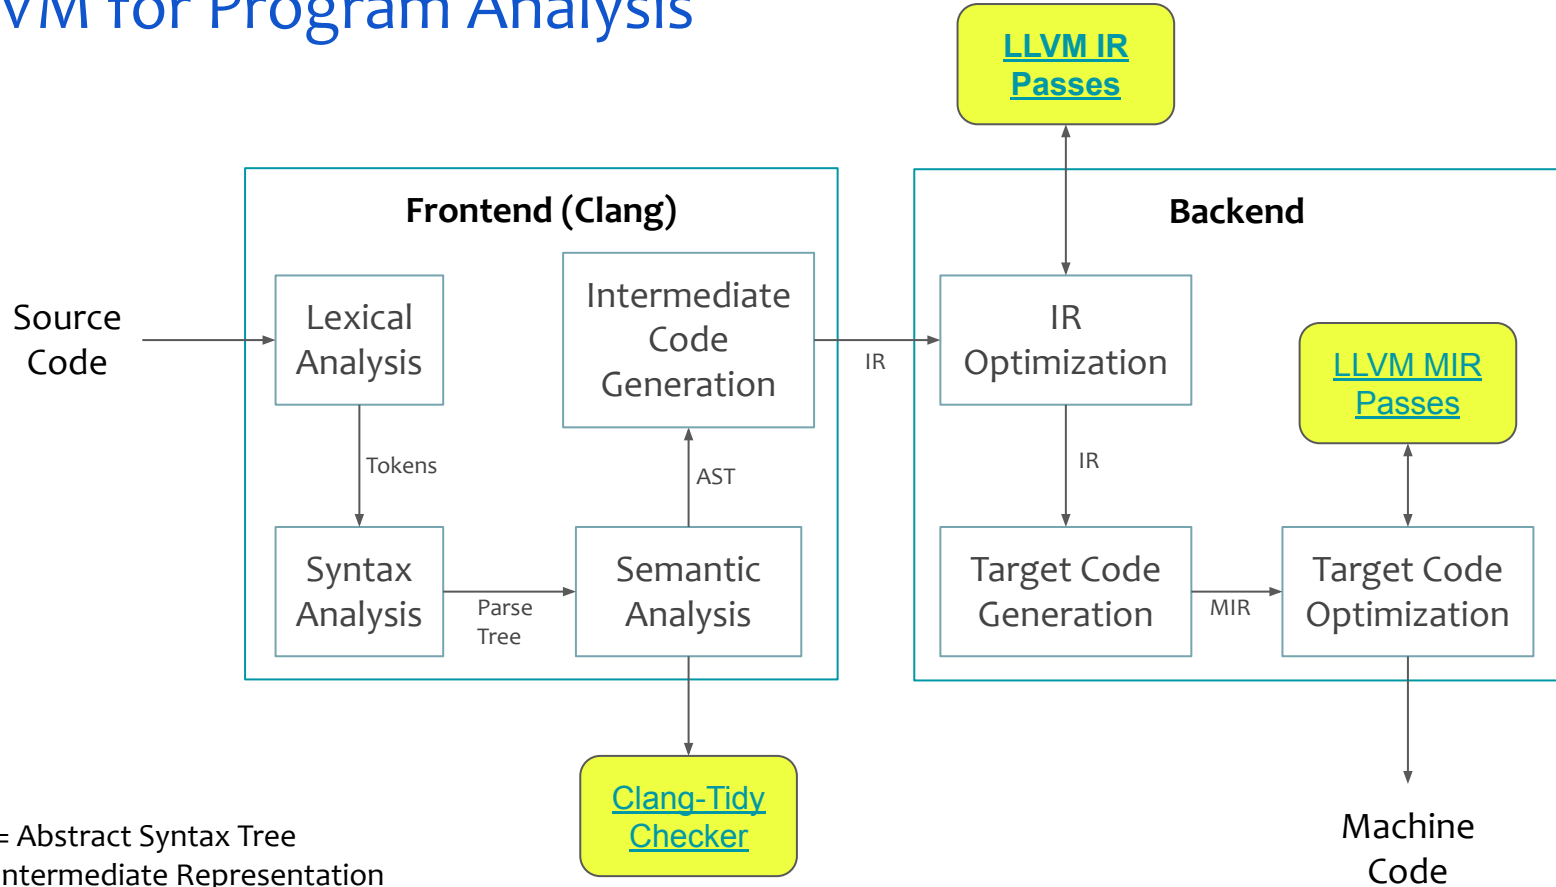 VM for Program Analysis
LLVM IR
Passes
Frontend (Clang)
Backend
Source
Code
Lexical
Analysis
Intermediate
Code
Generation
IR
IR
Optimization
LLVM MIR
Passes
Tokens
AST
IR
Syntax
Analysis
Parse
Tree
Semantic
Analysis
Target Code
Generation
MIR
Target Code
Optimization
Clang-Tidy
Checker
Machine
Code
= Abstract Syntax Tree
ntermediate Representation